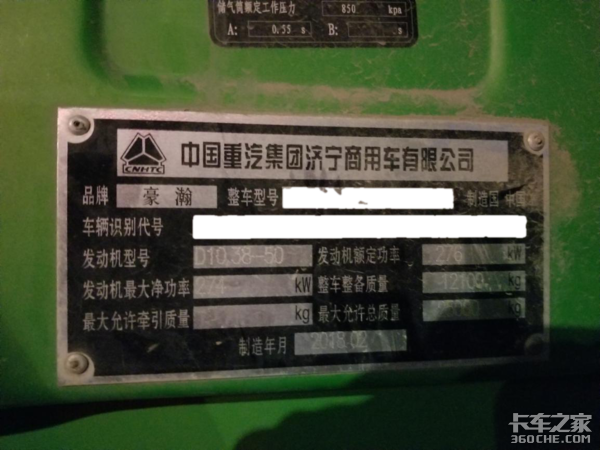 储气筒额定工作压力 850 kpa
A: 0.55 s B: s
CNHTC 中国重汽集团济宁商用车有限公司
品牌 豪瀚 整车型号 制造国 中国
车辆识别代号
发动机型号 D10.38-50 发动机额定功率 276 kW
发动机最大净功率 kW 整车整备质量 kg
最大允许牵引质量 kg 最大允许总质量 kg
制造年月 2018.02
卡车之家
360CHE.COM